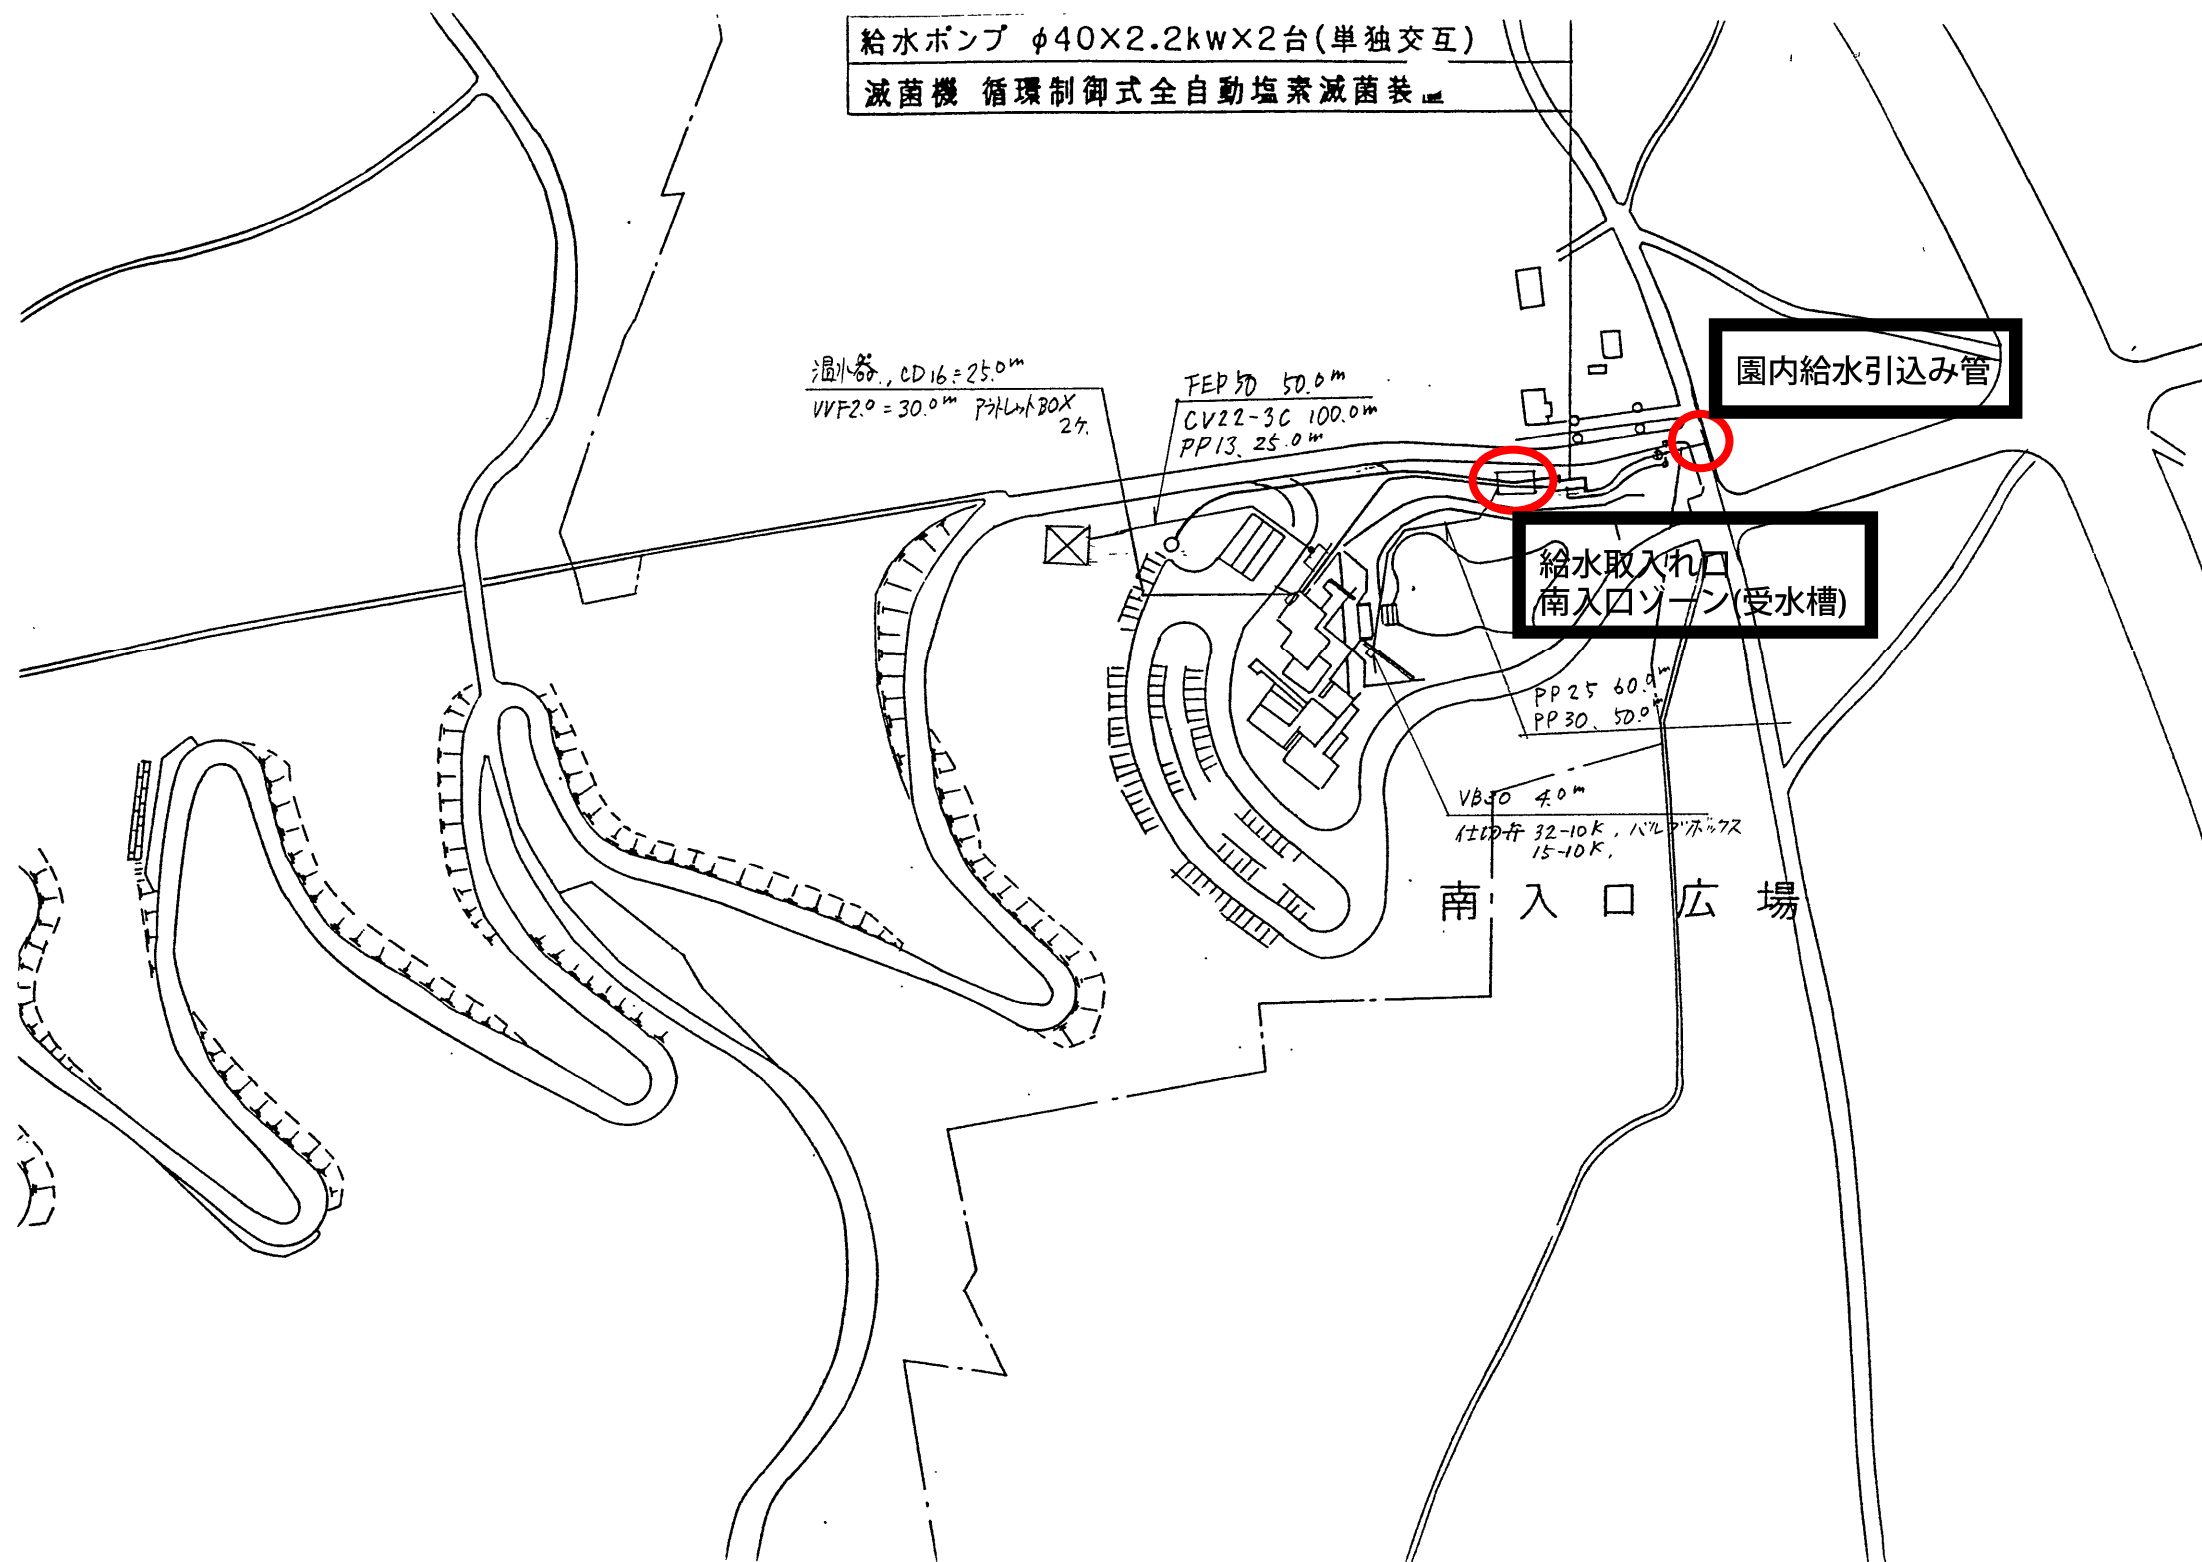 給水ポンプ φ40×2.2kw×2台(単独交互)
滅菌機 循環制御式全自動塩素滅菌装
園内給水引込み管
温水器., CD16=25.0m
VVF2.0=30.0m アウトレットBOX
2ケ.
FEP50 50.0m
CV22-3C 100.0m
PP13. 25.0m
給水取入れ口
南入口ゾーン(受水槽)
PP25 60.0m
PP30. 50.0m
VB30 4.0m
仕切弁 32-10K, バルブボックス
15-10K,
南入口広場